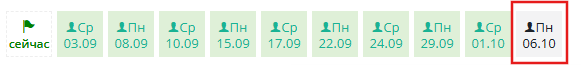 Ср Пн Ср Пн Ср Пн Ср Пн Ср Пн
сейчас 03.09 08.09 10.09 15.09 17.09 22.09 24.09 29.09 01.10 06.10